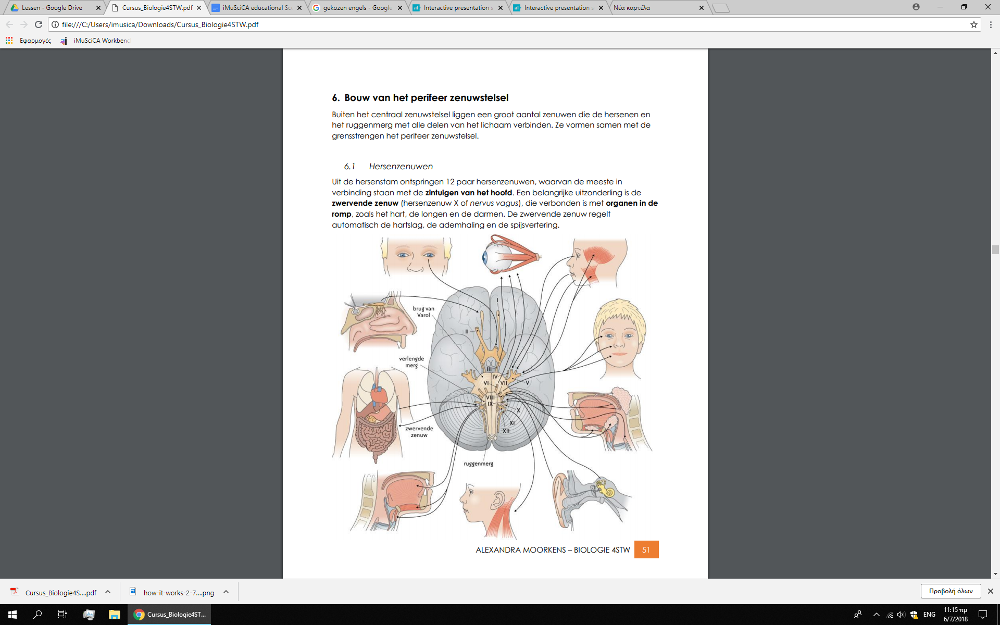 Lessen - Google Drive
Cursus_Biologie4STW.pdf
iMuSciCA educational Sc
gekozen engels - Google
Interactive presentation s
Interactive presentation s
Νέα καρτέλα
file:///C:/Users/imusica/Downloads/Cursus_Biologie4STW.pdf
Εφαρμογές
iMuSciCA Workbenc
6. Bouw van het perifeer zenuwstelsel
Buiten het centraal zenuwstelsel liggen een groot aantal zenuwen die de hersenen en
het ruggenmerg met alle delen van het lichaam verbinden. Ze vormen samen met de
grensstrengen het perifeer zenuwstelsel.
6.1 Hersenzenuwen
Uit de hersenstam ontspringen 12 paar hersenzenuwen, waarvan de meeste in
verbinding staan met de zintuigen van het hoofd. Een belangrijke uitzonderling is de
zwervende zenuw (hersenzenuw X of nervus vagus), die verbonden is met organen in de
romp, zoals het hart, de longen en de darmen. De zwervende zenuw regelt
automatisch de hartslag, de ademhaling en de spijsvertering.
I
brug van
Varol
II
verlengde
merg
III
IV
VI
VII
V
VIII
IX
X
XI
zwervende
zenuw
XII
ruggenmerg
ALEXANDRA MOORKENS – BIOLOGIE 4STW 51
Cursus_Biologie4S....pdf
how-it-works-2-7....png
Προβολή όλων
Cursus_Biologie4ST...
ENG
11:15 πμ
6/7/2018